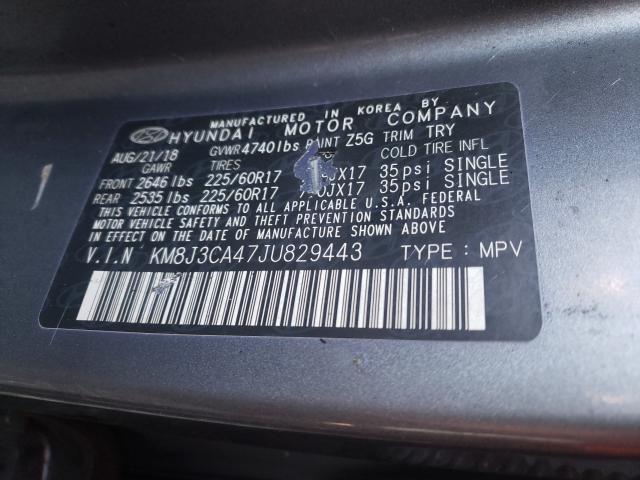 MANUFACTURED IN KOREA BY
HYUNDAI MOTOR COMPANY
AUG/21/18 GVWR 4740lbs PAINT Z5G TRIM TRY
GAWR TIRES COLD TIRE INFL
FRONT 2646 lbs 225/60R17 JX17 35 psi SINGLE
REAR 2535 lbs 225/60R17 JX17 35 psi SINGLE
THIS VEHICLE CONFORMS TO ALL APPLICABLE U.S.A. FEDERAL
MOTOR VEHICLE SAFETY AND THEFT PREVENTION STANDARDS
IN EFFECT ON THE DATE OF MANUFACTURE SHOWN ABOVE
V.I.N KM8J3CA47JU829443 TYPE : MPV